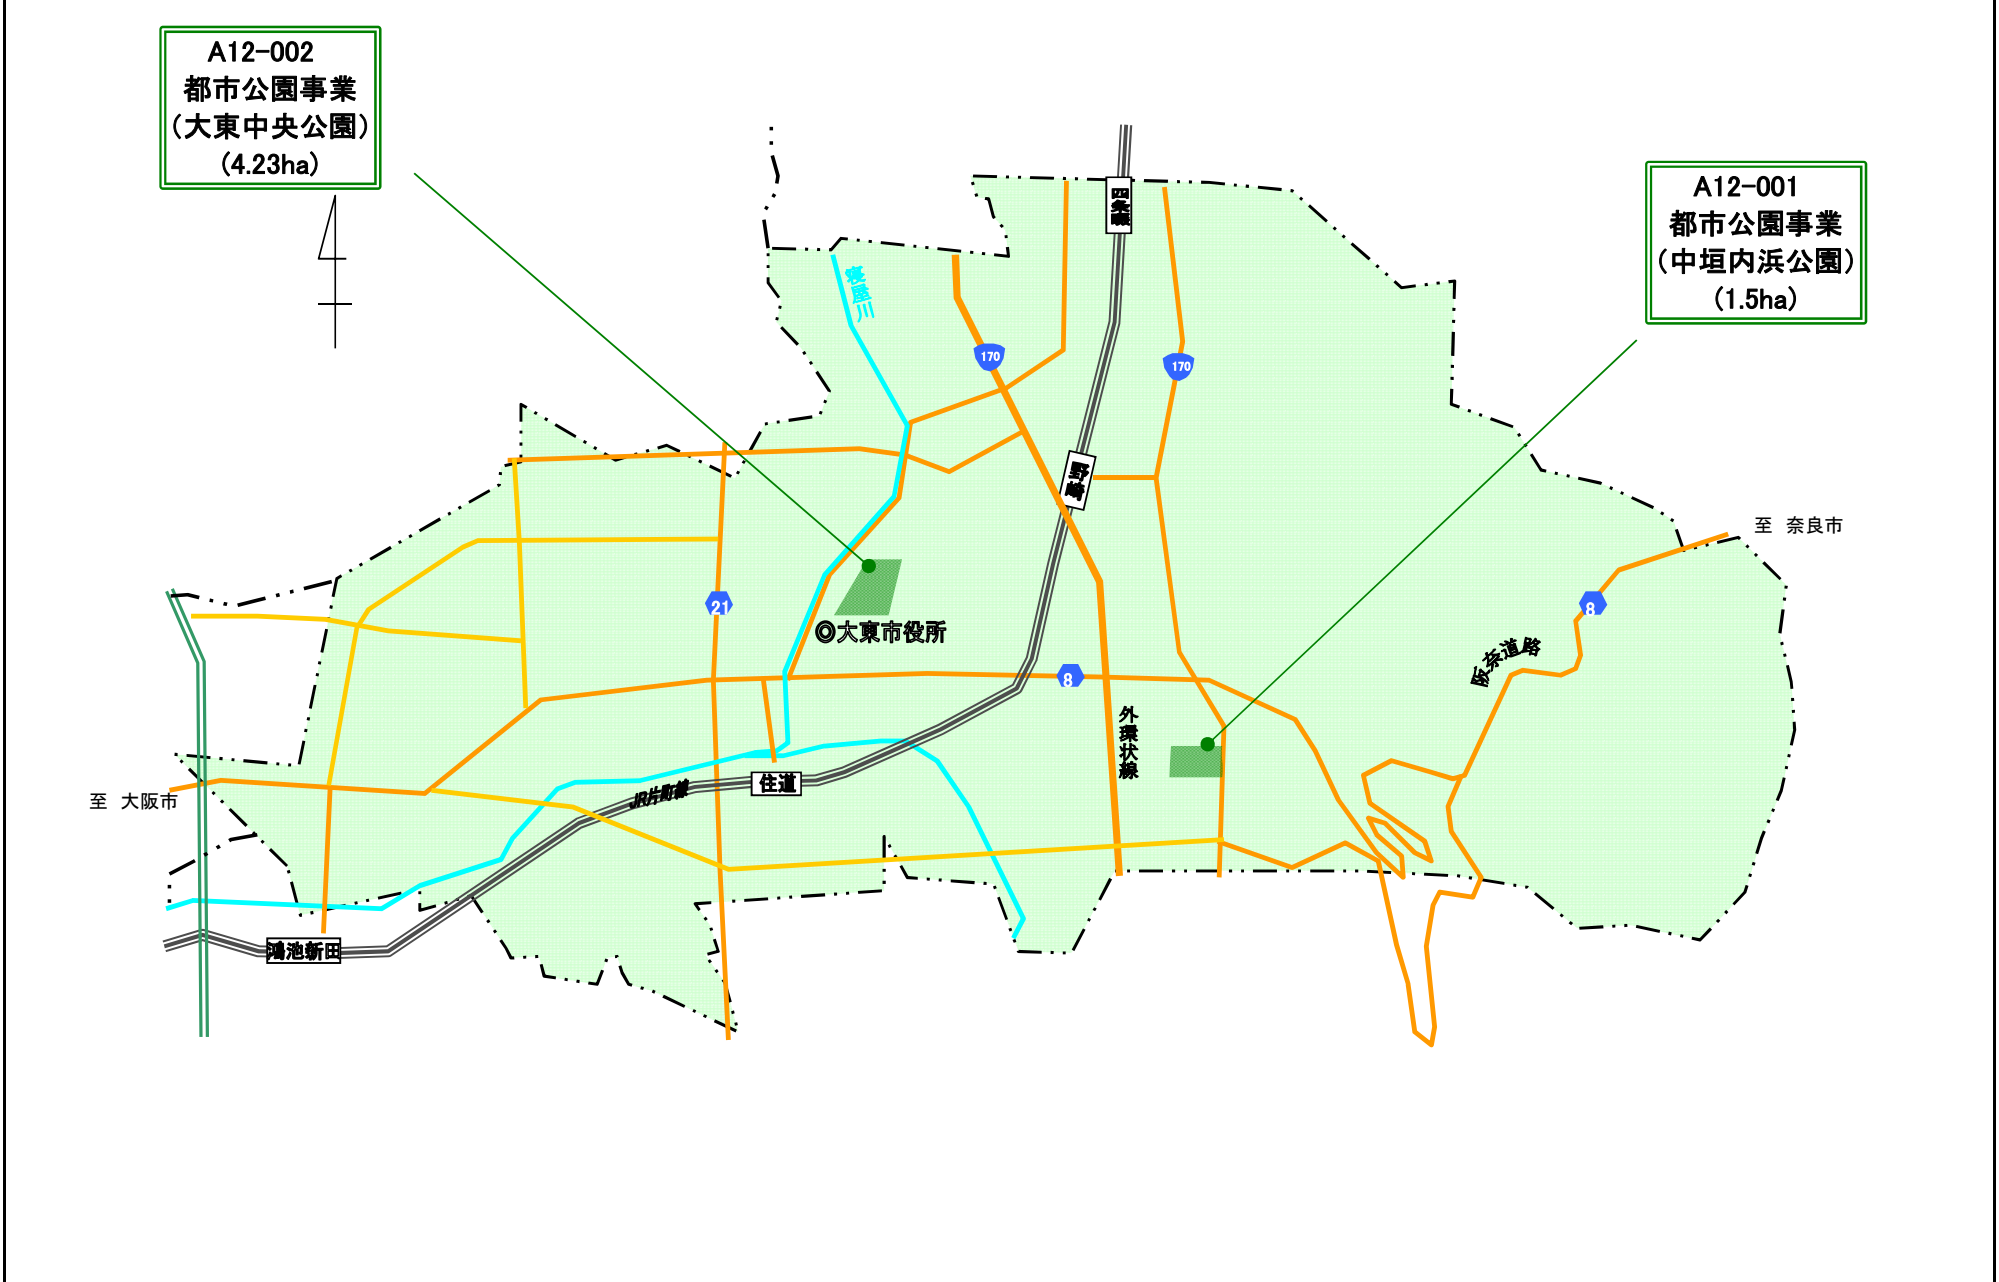 A12-002
都市公園事業
(大東中央公園)
(4.23ha)
A12-001
都市公園事業
(中垣内浜公園)
(1.5ha)
四条畷
寝屋川
170
170
野崎
至 奈良市
21
◎大東市役所
8
8
阪奈道路
外環状線
住道
JR片町線
至 大阪市
鴻池新田